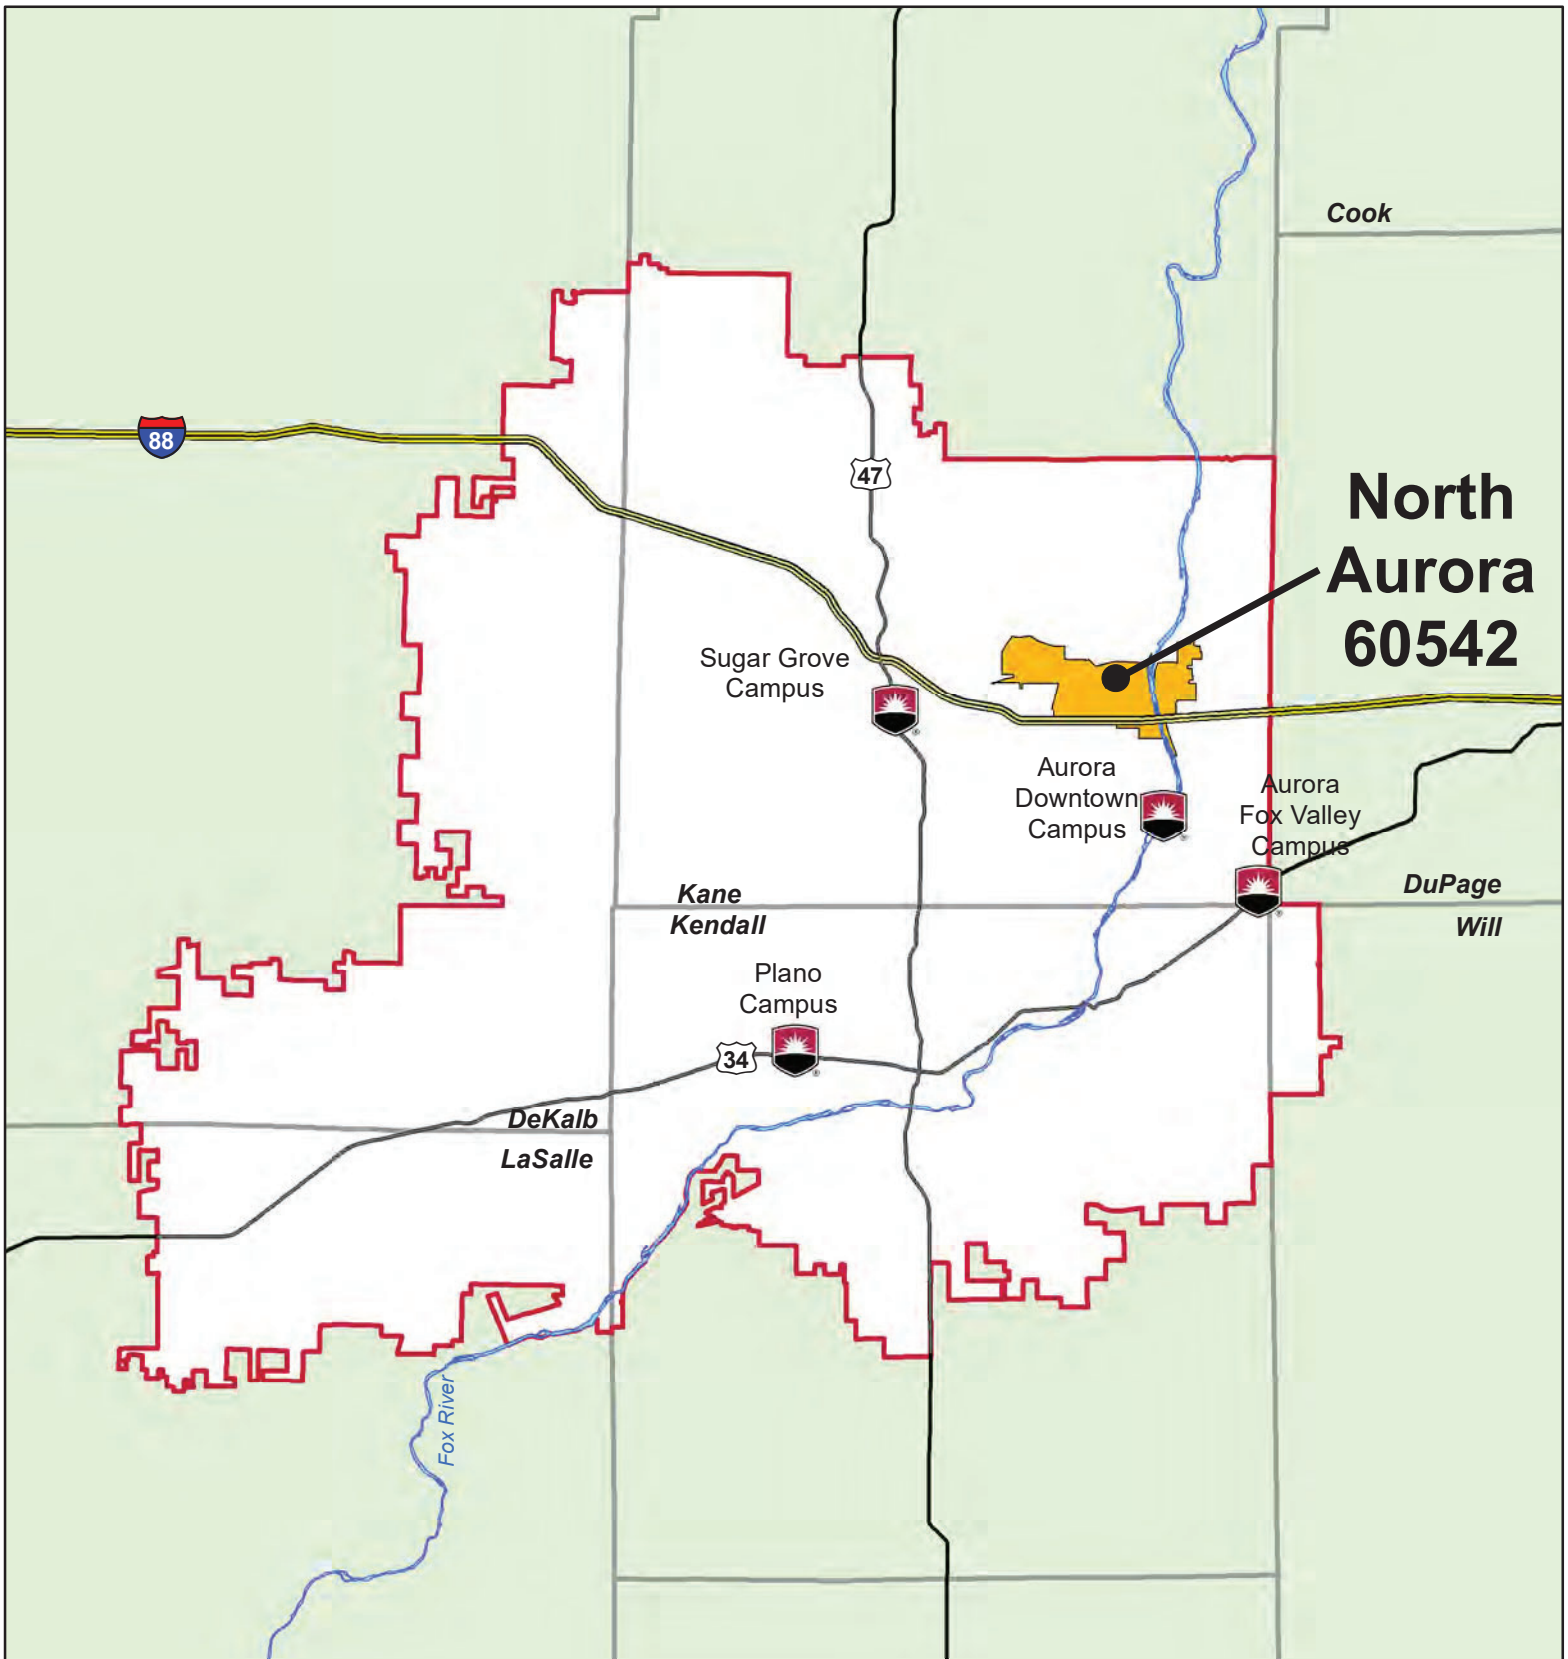 Cook
88
47
North
Aurora
60542
Sugar Grove
Campus
®
Aurora
Downtown
Campus
®
Aurora
Fox Valley
Campus
®
Kane
Kendall
DuPage
Will
Plano
Campus
®
34
DeKalb
LaSalle
Fox River